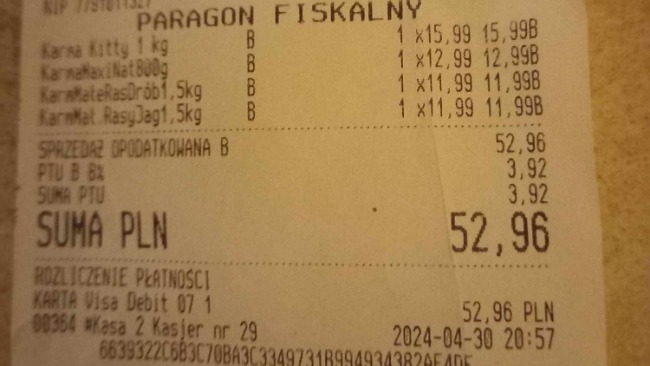 NIP 7791011327
PARAGON FISKALNY
Karma Kitty 1 kg B 1 x15,99 15,99B
KarmaMaxiNat800g B 1 x12,99 12,99B
KarmMateRasDrób1,5kg B 1 x11,99 11,99B
KarmMat.RasyJag1,5kg B 1 x11,99 11,99B
SPRZEDAŻ OPODATKOWANA B 52,96
PTU B 8% 3,92
SUMA PTU 3,92
SUMA PLN 52,96
ROZLICZENIE PŁATNOŚCI
KARTA Visa Debit 07 1 52,96 PLN
00364 #Kasa 2 Kasjer nr 29 2024-04-30 20:57